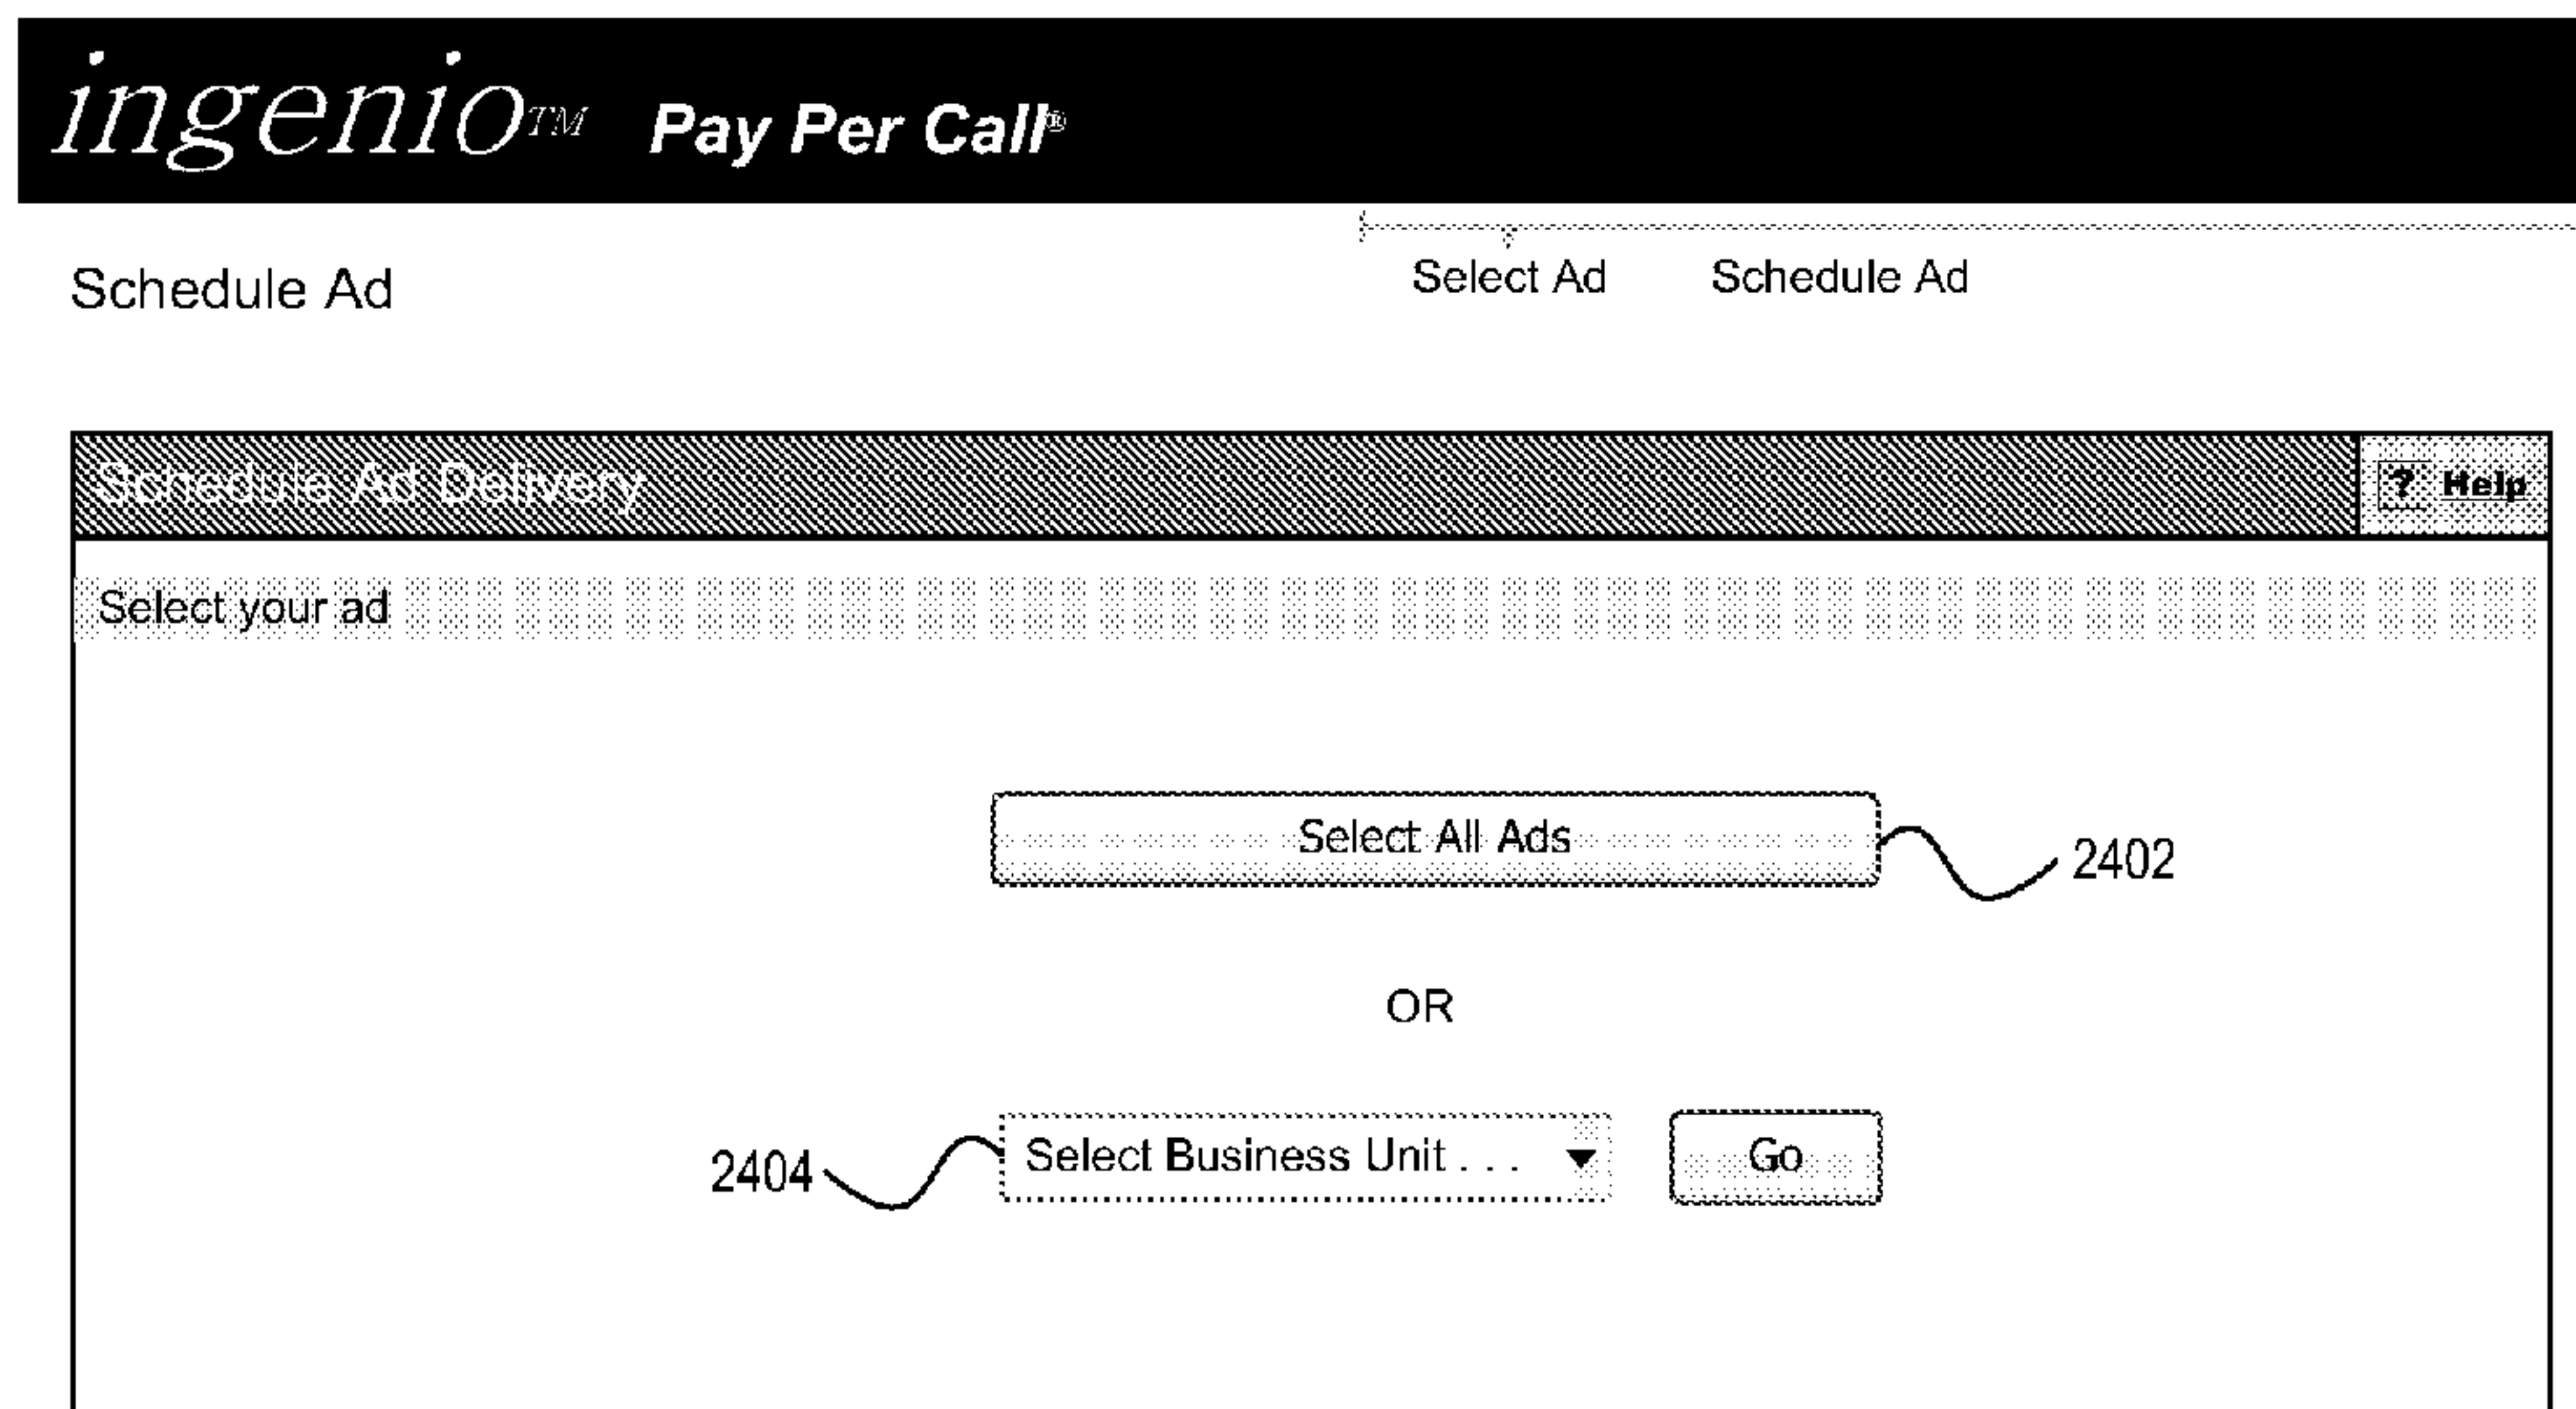 ingenio™ Pay Per Call®
Schedule Ad
Select Ad Schedule Ad
Schedule Ad Delivery
? Help
Select your ad
Select All Ads
2402
OR
2404
Select Business Unit . . .
Go